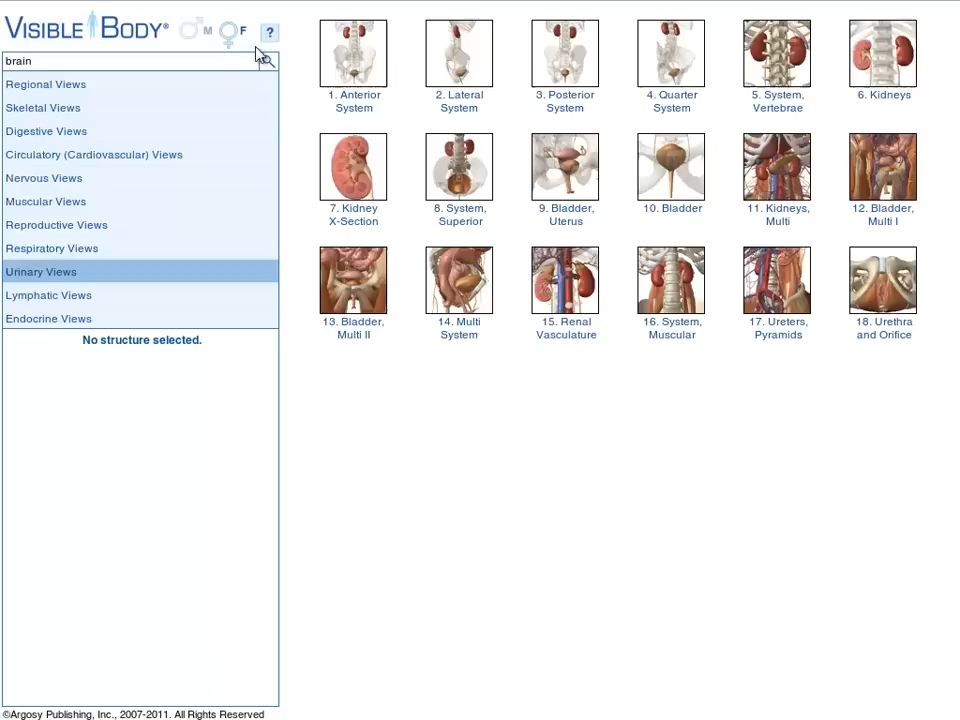 VISIBLE BODY® M F ?
brain
Regional Views
Skeletal Views
Digestive Views
Circulatory (Cardiovascular) Views
Nervous Views
Muscular Views
Reproductive Views
Respiratory Views
Urinary Views
Lymphatic Views
Endocrine Views
No structure selected.
1. Anterior
System
2. Lateral
System
3. Posterior
System
4. Quarter
System
5. System,
Vertebrae
6. Kidneys
7. Kidney
X-Section
8. System,
Superior
9. Bladder,
Uterus
10. Bladder
11. Kidneys,
Multi
12. Bladder,
Multi I
13. Bladder,
Multi II
14. Multi
System
15. Renal
Vasculature
16. System,
Muscular
17. Ureters,
Pyramids
18. Urethra
and Orifice
©Argosy Publishing, Inc., 2007-2011. All Rights Reserved